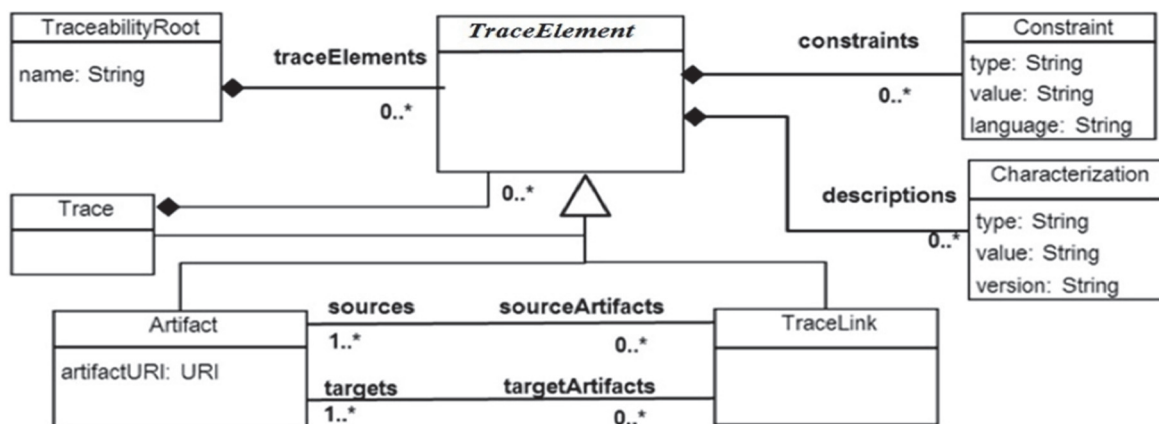 TraceabilityRoot
name: String
traceElements
0..*
TraceElement
constraints
0..*
Constraint
type: String
value: String
language: String
descriptions
0..*
Characterization
type: String
value: String
version: String
Trace
0..*
Artifact
artifactURI: URI
sources
1..*
sourceArtifacts
0..*
targets
1..*
targetArtifacts
0..*
TraceLink